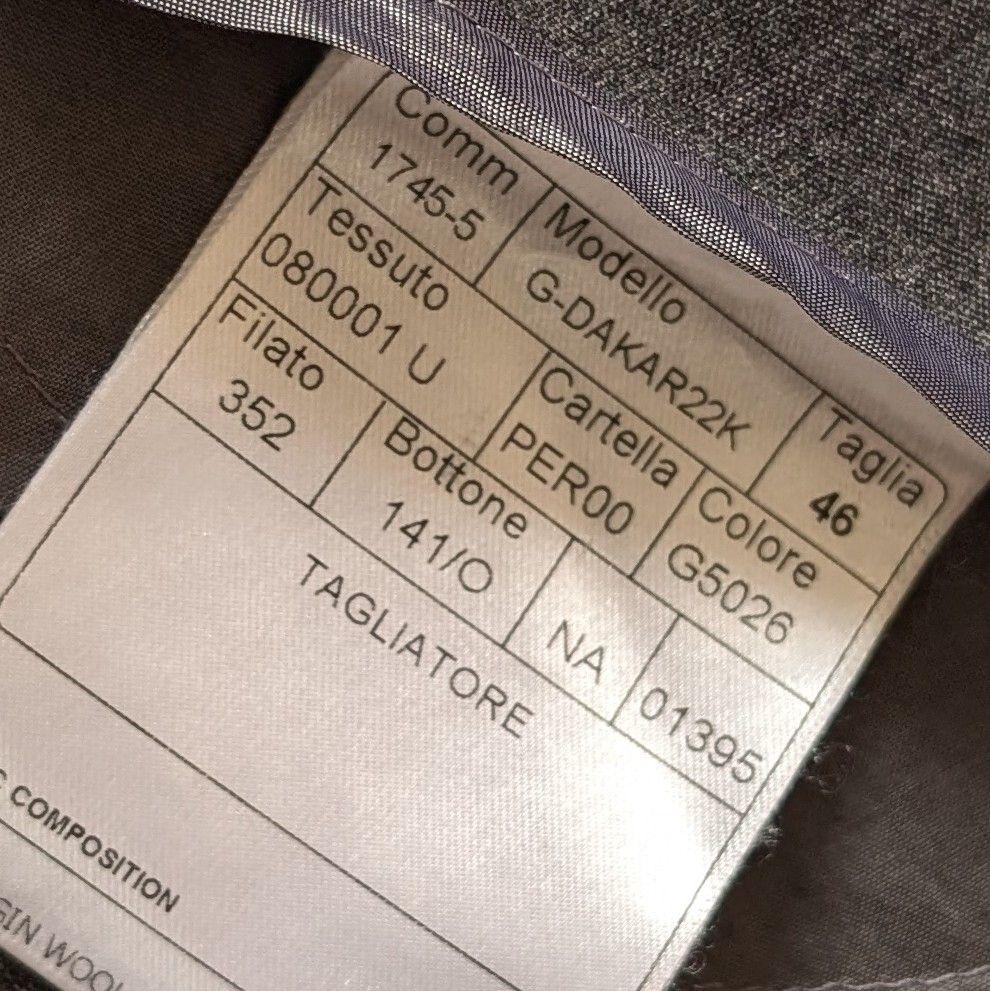 Comm Modello Taglia
1745-5 G-DAKAR22K 46
Tessuto Cartella Colore
080001 U PER00 G5026
Filato Bottone
352 141/O NA 01395
TAGLIATORE
COMPOSITION